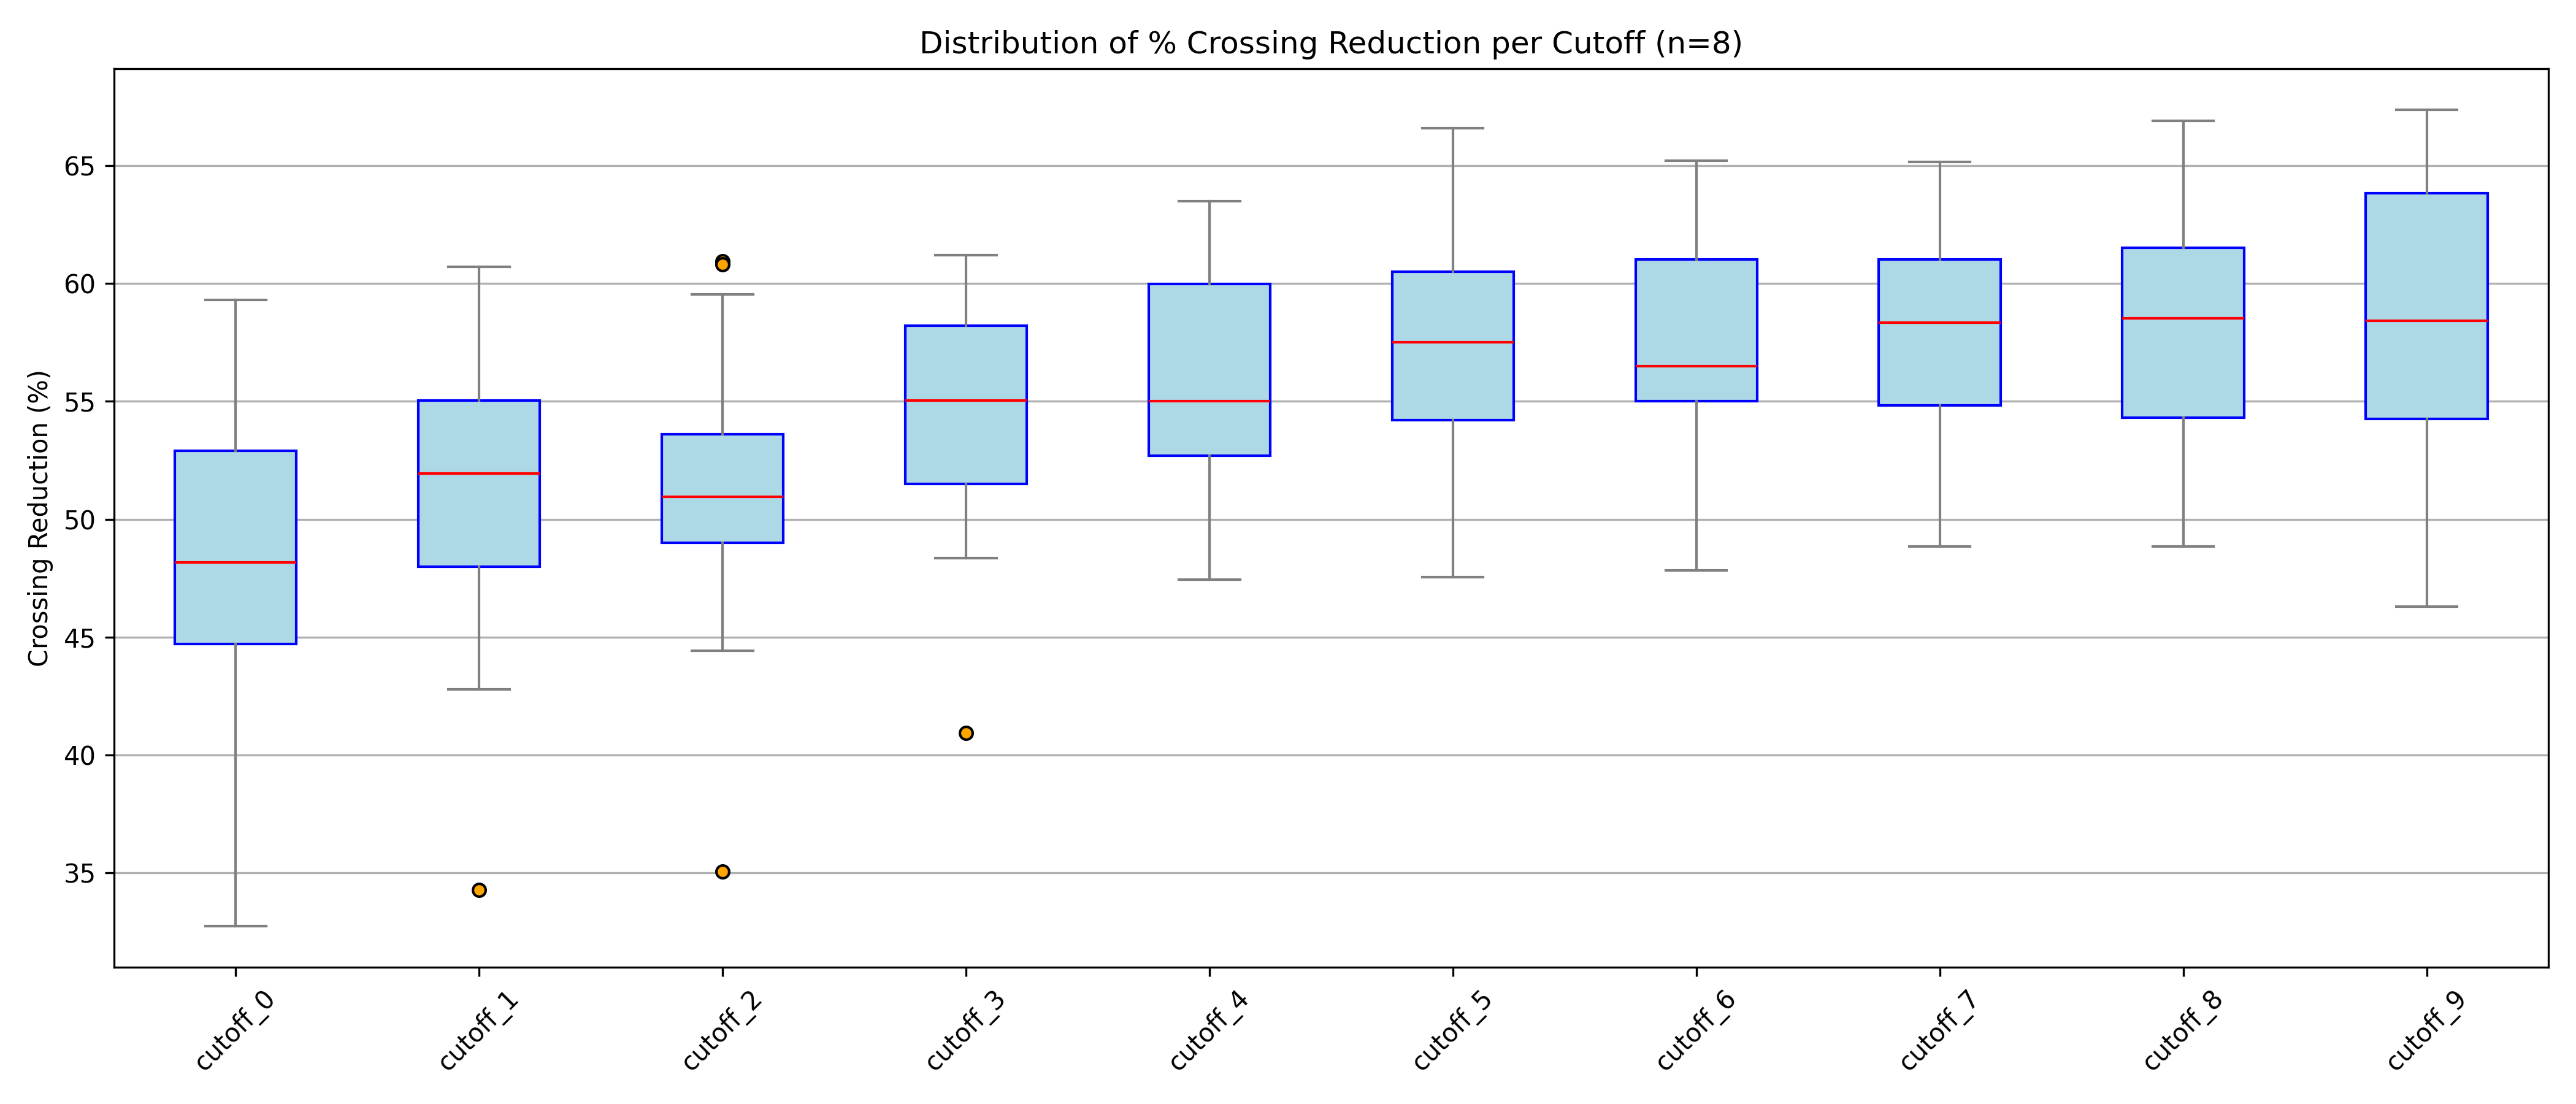 Distribution of % Crossing Reduction per Cutoff (n=8)
Crossing Reduction (%)
65
60
55
50
45
40
35
cutoff_0
cutoff_1
cutoff_2
cutoff_3
cutoff_4
cutoff_5
cutoff_6
cutoff_7
cutoff_8
cutoff_9